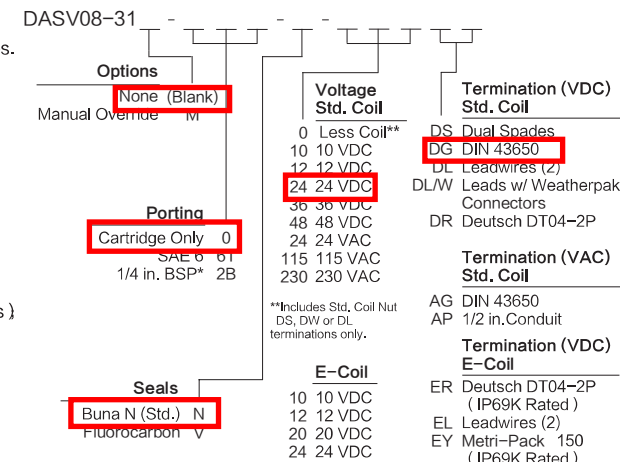 DASV08-31 _ - _ _ _ - _ - _ _ _ _ _
s.
Options
None (Blank)
Manual Override M
Porting
Cartridge Only 0
SAE 6 6T
1/4 in. BSP* 2B
s)
Seals
Buna N (Std.) N
Fluorocarbon V
Voltage
Std. Coil
0 Less Coil**
10 10 VDC
12 12 VDC
24 24 VDC
36 36 VDC
48 48 VDC
24 24 VAC
115 115 VAC
230 230 VAC
**Includes Std. Coil Nut
DS, DW or DL
terminations only.
E-Coil
10 10 VDC
12 12 VDC
20 20 VDC
24 24 VDC
Termination (VDC)
Std. Coil
DS Dual Spades
DG DIN 43650
DL Leadwires (2)
DL/W Leads w/ Weatherpak
Connectors
DR Deutsch DT04-2P
Termination (VAC)
Std. Coil
AG DIN 43650
AP 1/2 in.Conduit
Termination (VDC)
E-Coil
ER Deutsch DT04-2P
(IP69K Rated)
EL Leadwires (2)
EY Metri-Pack 150
(IP69K Rated)